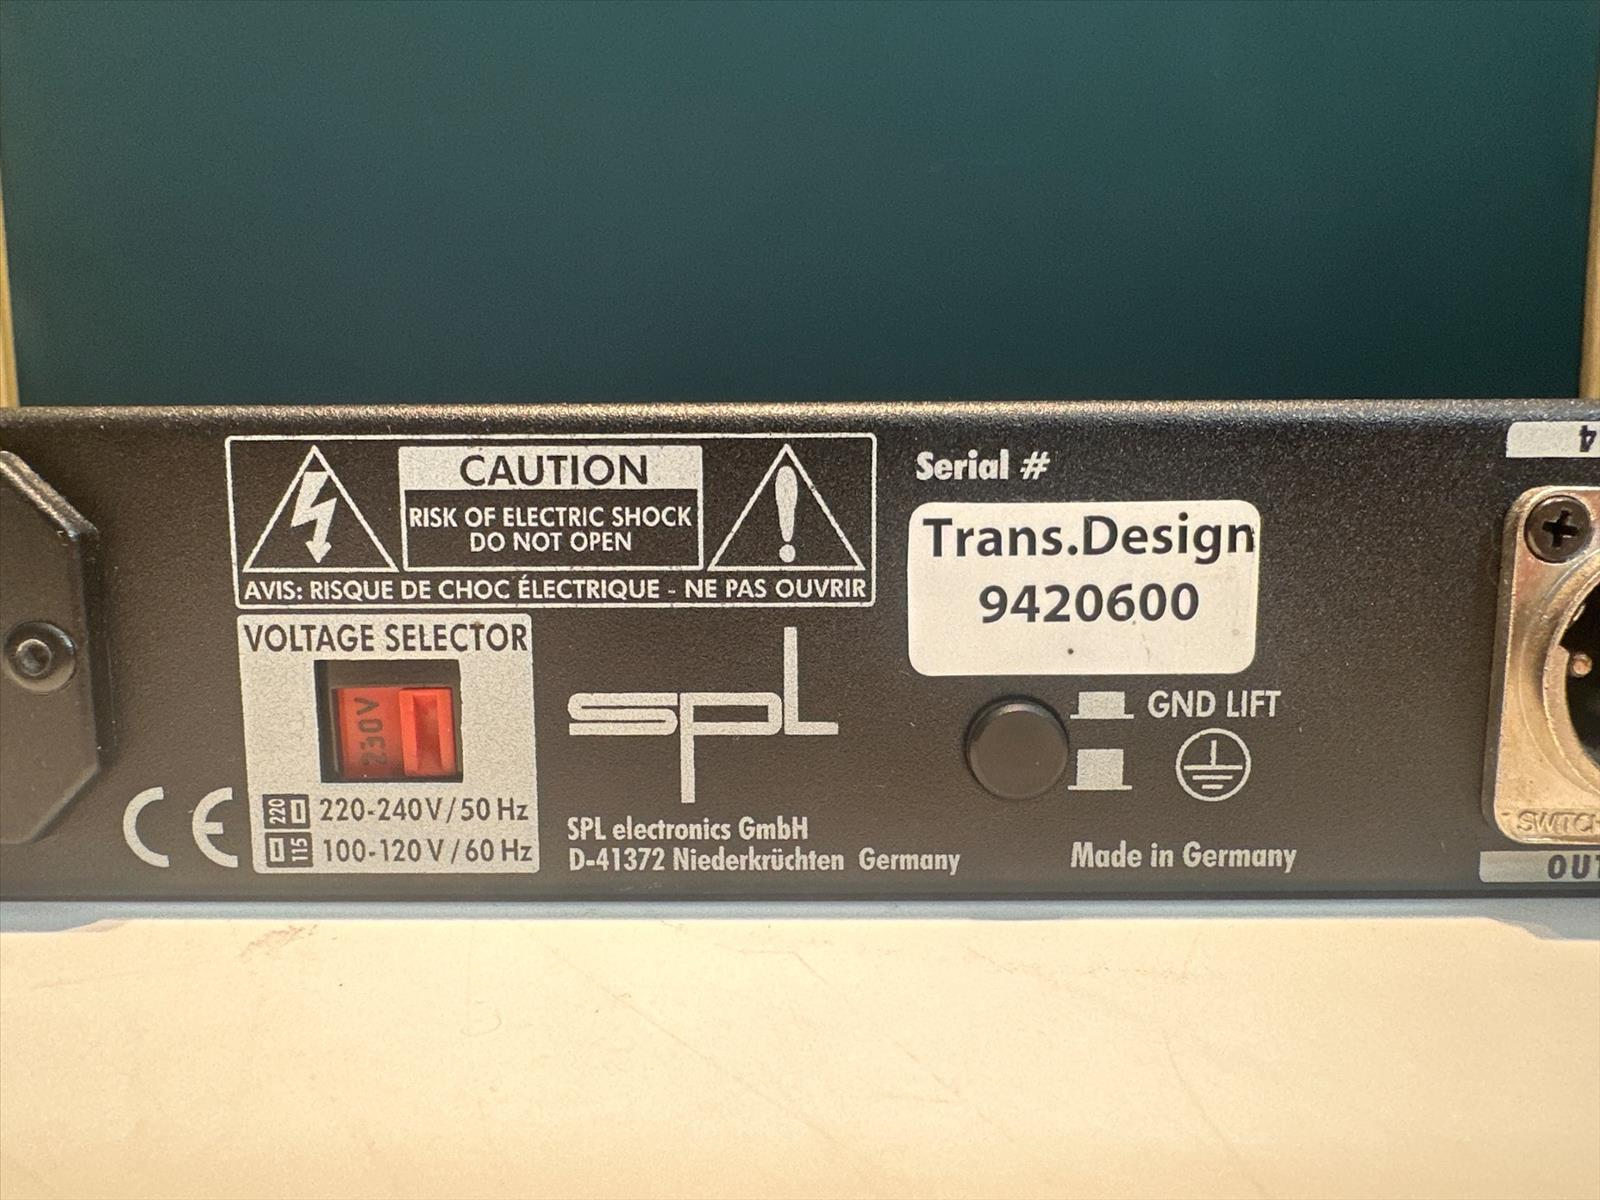 CAUTION
RISK OF ELECTRIC SHOCK
DO NOT OPEN
AVIS: RISQUE DE CHOC ÉLECTRIQUE - NE PAS OUVRIR
VOLTAGE SELECTOR
230V
220 220-240V/50 Hz
115 100-120V/60 Hz
CE
spl
SPL electronics GmbH
D-41372 Niederkrüchten Germany
Serial #
Trans.Design
9420600
GND LIFT
Made in Germany
4